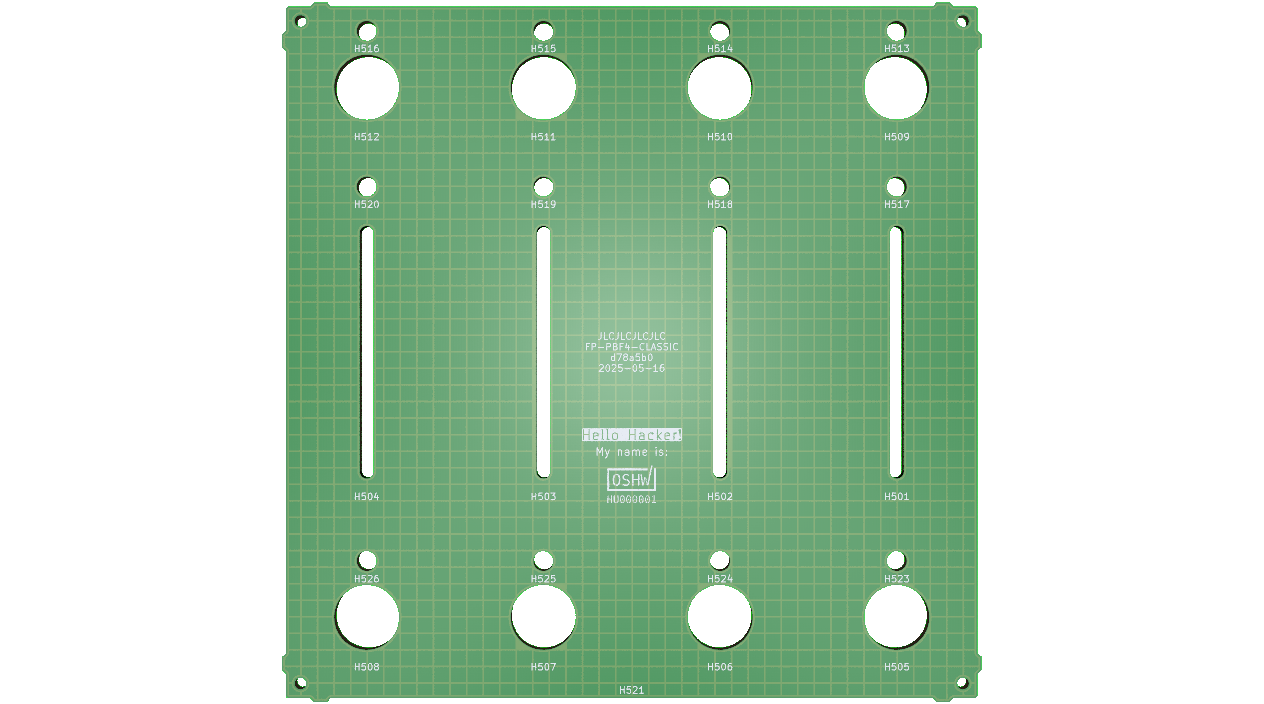 H516 H515 H514 H513
H512 H511 H510 H509
H520 H519 H518 H517
JLCJLCJLCJLC
FP-PBF4-CLASSIC
d78a5b0
2025-05-16
Hello Hacker!
My name is:
OSHW
H504 H503 HU000001 H502 H501
H526 H525 H524 H523
H508 H507 H506 H505
H521